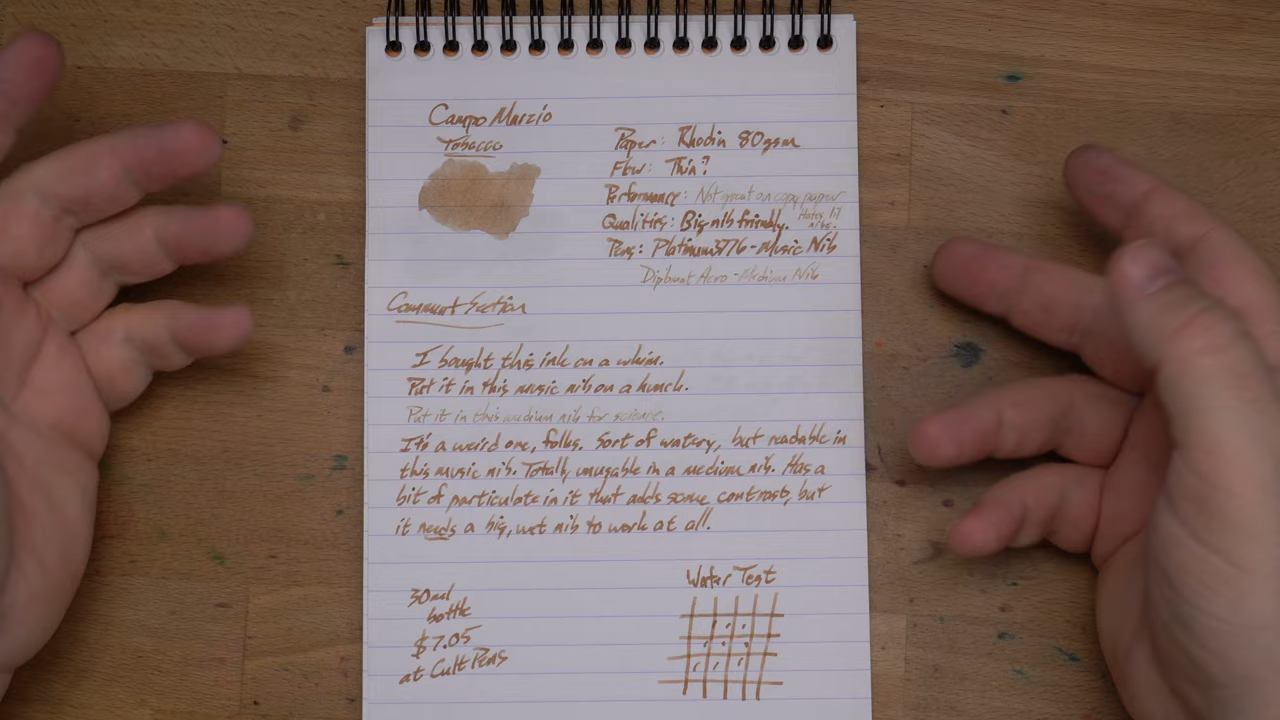 Campo Marzio
Tobacco
Paper: Rhodia 80gsm
Flow: Thin?
Performance: Not great on copy paper
Qualities: Big nib friendly. Hates lil nibs.
Pens: Platinum 3776 - Music Nib
Diplomat Aero - Medium Nib
Comment Section
I bought this ink on a whim.
Put it in this music nib on a hunch.
Put it in this medium nib for science.
It's a weird one, folks. Sort of watery, but readable in
this music nib. Totally unusable in a medium nib. Has a
bit of particulate in it that adds some contrast, but
it needs a big, wet nib to work at all.
30ml
bottle
$7.05
at Cult Pens
Water Test